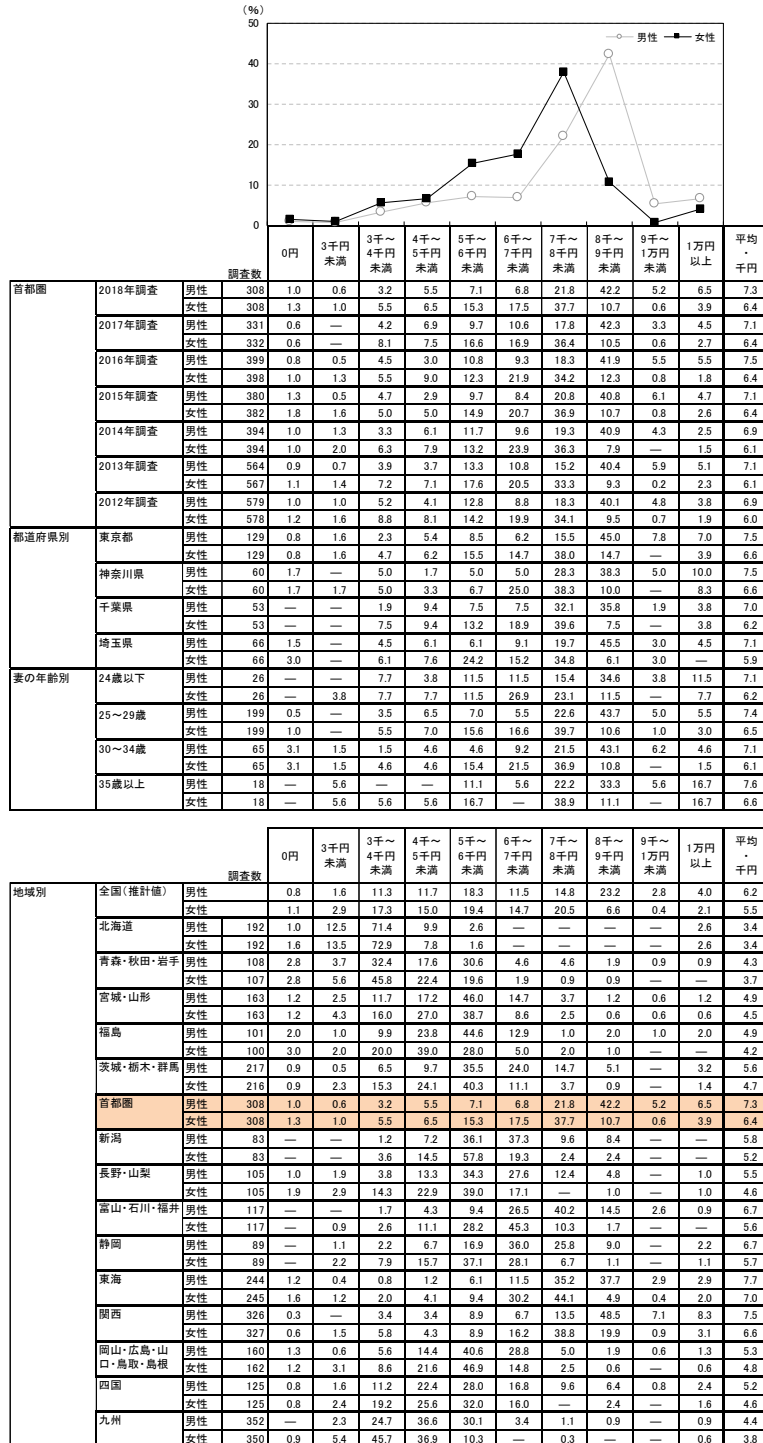 (%)
50
40
30
20
10
0
男性 女性
調査数 0円 3千円未満 3千~4千円未満 4千~5千円未満 5千~6千円未満 6千~7千円未満 7千~8千円未満 8千~9千円未満 9千~1万円未満 1万円以上 平均・千円
首都圏 2018年調査 男性 308 1.0 0.6 3.2 5.5 7.1 6.8 21.8 42.2 5.2 6.5 7.3
女性 308 1.3 1.0 5.5 6.5 15.3 17.5 37.7 10.7 0.6 3.9 6.4
2017年調査 男性 331 0.6 — 4.2 6.9 9.7 10.6 17.8 42.3 3.3 4.5 7.1
女性 332 0.6 — 8.1 7.5 16.6 16.9 36.4 10.5 0.6 2.7 6.4
2016年調査 男性 399 0.8 0.5 4.5 3.0 10.8 9.3 18.3 41.9 5.5 5.5 7.5
女性 398 1.0 1.3 5.5 9.0 12.3 21.9 34.2 12.3 0.8 1.8 6.4
2015年調査 男性 380 1.3 0.5 4.7 2.9 9.7 8.4 20.8 40.8 6.1 4.7 7.1
女性 382 1.8 1.6 5.0 5.0 14.9 20.7 36.9 10.7 0.8 2.6 6.4
2014年調査 男性 394 1.0 1.3 3.3 6.1 11.7 9.6 19.3 40.9 4.3 2.5 6.9
女性 394 1.0 2.0 6.3 7.9 13.2 23.9 36.3 7.9 — 1.5 6.1
2013年調査 男性 564 0.9 0.7 3.9 3.7 13.3 10.8 15.2 40.4 5.9 5.1 7.1
女性 567 1.1 1.4 7.2 7.1 17.6 20.5 33.3 9.3 0.2 2.3 6.1
2012年調査 男性 579 1.0 1.0 5.2 4.1 12.8 8.8 18.3 40.1 4.8 3.8 6.9
女性 578 1.2 1.6 8.8 8.1 14.2 19.9 34.1 9.5 0.7 1.9 6.0
都道府県別 東京都 男性 129 0.8 1.6 2.3 5.4 8.5 6.2 15.5 45.0 7.8 7.0 7.5
女性 129 0.8 1.6 4.7 6.2 15.5 14.7 38.0 14.7 — 3.9 6.6
神奈川県 男性 60 1.7 — 5.0 1.7 5.0 5.0 28.3 38.3 5.0 10.0 7.5
女性 60 1.7 1.7 5.0 3.3 6.7 25.0 38.3 10.0 — 8.3 6.6
千葉県 男性 53 — — 1.9 9.4 7.5 7.5 32.1 35.8 1.9 3.8 7.0
女性 53 — — 7.5 9.4 13.2 18.9 39.6 7.5 — 3.8 6.2
埼玉県 男性 66 1.5 — 4.5 6.1 6.1 9.1 19.7 45.5 3.0 4.5 7.1
女性 66 3.0 — 6.1 7.6 24.2 15.2 34.8 6.1 3.0 — 5.9
妻の年齢別 24歳以下 男性 26 — — 7.7 3.8 11.5 11.5 15.4 34.6 3.8 11.5 7.1
女性 26 — 3.8 7.7 7.7 11.5 26.9 23.1 11.5 — 7.7 6.2
25~29歳 男性 199 0.5 — 3.5 6.5 7.0 5.5 22.6 43.7 5.0 5.5 7.4
女性 199 1.0 — 5.5 7.0 15.6 16.6 39.7 10.6 1.0 3.0 6.5
30~34歳 男性 65 3.1 1.5 1.5 4.6 4.6 9.2 21.5 43.1 6.2 4.6 7.1
女性 65 3.1 1.5 4.6 4.6 15.4 21.5 36.9 10.8 — 1.5 6.1
35歳以上 男性 18 — 5.6 — — 11.1 5.6 22.2 33.3 5.6 16.7 7.6
女性 18 — 5.6 5.6 5.6 16.7 — 38.9 11.1 — 16.7 6.6
調査数 0円 3千円未満 3千~4千円未満 4千~5千円未満 5千~6千円未満 6千~7千円未満 7千~8千円未満 8千~9千円未満 9千~1万円未満 1万円以上 平均・千円
地域別 全国(推計値) 男性 0.8 1.6 11.3 11.7 18.3 11.5 14.8 23.2 2.8 4.0 6.2
女性 1.1 2.9 17.3 15.0 19.4 14.7 20.5 6.6 0.4 2.1 5.5
北海道 男性 192 1.0 12.5 71.4 9.9 2.6 — — — — 2.6 3.4
女性 192 1.6 13.5 72.9 7.8 1.6 — — — — 2.6 3.4
青森・秋田・岩手 男性 108 2.8 3.7 32.4 17.6 30.6 4.6 4.6 1.9 0.9 0.9 4.3
女性 107 2.8 5.6 45.8 22.4 19.6 1.9 0.9 0.9 — — 3.7
宮城・山形 男性 163 1.2 2.5 11.7 17.2 46.0 14.7 3.7 1.2 0.6 1.2 4.9
女性 163 1.2 4.3 16.0 27.0 38.7 8.6 2.5 0.6 0.6 0.6 4.5
福島 男性 101 2.0 1.0 9.9 23.8 44.6 12.9 1.0 2.0 1.0 2.0 4.9
女性 100 3.0 2.0 20.0 39.0 28.0 5.0 2.0 1.0 — — 4.2
茨城・栃木・群馬 男性 217 0.9 0.5 6.5 9.7 35.5 24.0 14.7 5.1 — 3.2 5.6
女性 216 0.9 2.3 15.3 24.1 40.3 11.1 3.7 0.9 — 1.4 4.7
首都圏 男性 308 1.0 0.6 3.2 5.5 7.1 6.8 21.8 42.2 5.2 6.5 7.3
女性 308 1.3 1.0 5.5 6.5 15.3 17.5 37.7 10.7 0.6 3.9 6.4
新潟 男性 83 — — 1.2 7.2 36.1 37.3 9.6 8.4 — — 5.8
女性 83 — — 3.6 14.5 57.8 19.3 2.4 2.4 — — 5.2
長野・山梨 男性 105 1.0 1.9 3.8 13.3 34.3 27.6 12.4 4.8 — 1.0 5.5
女性 105 1.9 2.9 14.3 22.9 39.0 17.1 — 1.0 — 1.0 4.6
富山・石川・福井 男性 117 — — 1.7 4.3 9.4 26.5 40.2 14.5 2.6 0.9 6.7
女性 117 — 0.9 2.6 11.1 28.2 45.3 10.3 1.7 — — 5.6
静岡 男性 89 — 1.1 2.2 6.7 16.9 36.0 25.8 9.0 — 2.2 6.7
女性 89 — 2.2 7.9 15.7 37.1 28.1 6.7 1.1 — 1.1 5.7
東海 男性 244 1.2 0.4 0.8 1.2 6.1 11.5 35.2 37.7 2.9 2.9 7.7
女性 245 1.6 1.2 2.0 4.1 9.4 30.2 44.1 4.9 0.4 2.0 7.0
関西 男性 326 0.3 — 3.4 3.4 8.9 6.7 13.5 48.5 7.1 8.3 7.5
女性 327 0.6 1.5 5.8 4.3 8.9 16.2 38.8 19.9 0.9 3.1 6.6
岡山・広島・山口・鳥取・島根 男性 160 1.3 0.6 5.6 14.4 40.6 28.8 5.0 1.9 0.6 1.3 5.3
女性 162 1.2 3.1 8.6 21.6 46.9 14.8 2.5 0.6 — 0.6 4.8
四国 男性 125 0.8 1.6 11.2 22.4 28.0 16.8 9.6 6.4 0.8 2.4 5.2
女性 125 0.8 2.4 19.2 25.6 32.0 16.0 — 2.4 — 1.6 4.6
九州 男性 352 — 2.3 24.7 36.6 30.1 3.4 1.1 0.9 — 0.9 4.4
女性 350 0.9 5.4 45.7 36.9 10.3 — 0.3 — — 0.6 3.8